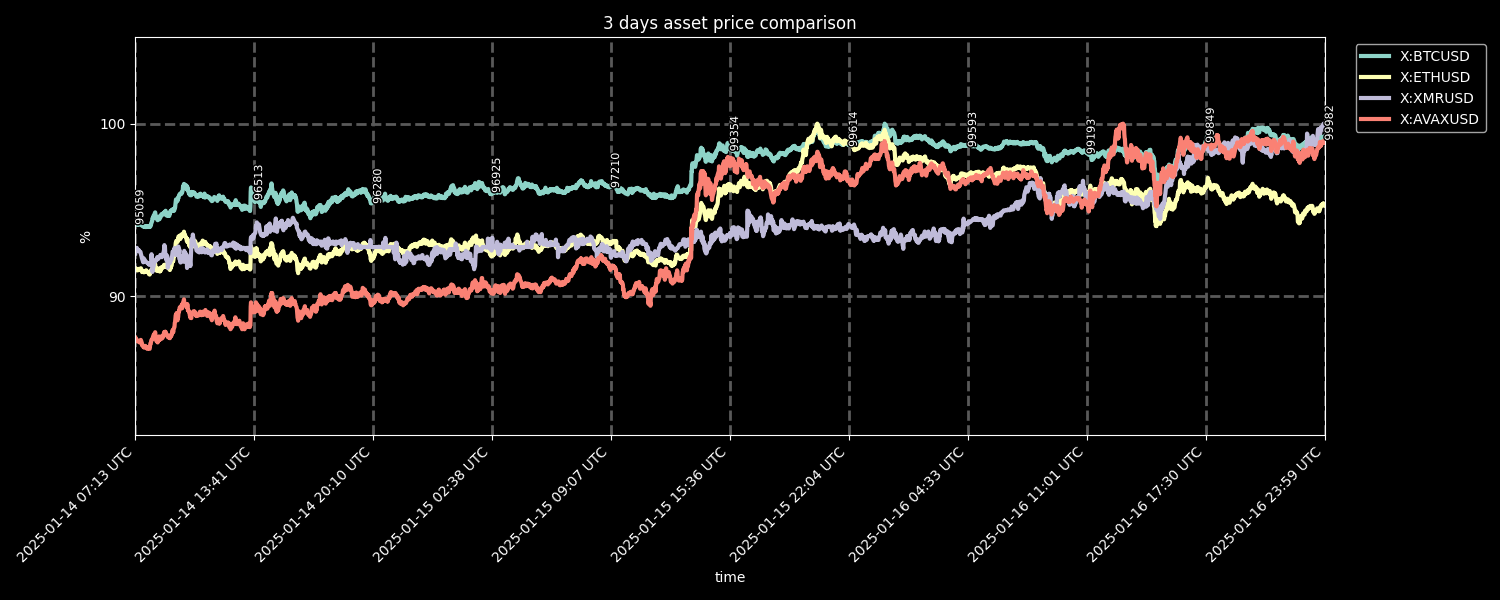 3 days asset price comparison
X:BTCUSD
X:ETHUSD
X:XMRUSD
X:AVAXUSD
%
100
90
95059
96513
96280
96925
97210
99354
99614
99593
99193
99849
99982
2025-01-14 07:13 UTC
2025-01-14 13:41 UTC
2025-01-14 20:10 UTC
2025-01-15 02:38 UTC
2025-01-15 09:07 UTC
2025-01-15 15:36 UTC
2025-01-15 22:04 UTC
2025-01-16 04:33 UTC
2025-01-16 11:01 UTC
2025-01-16 17:30 UTC
2025-01-16 23:59 UTC
time